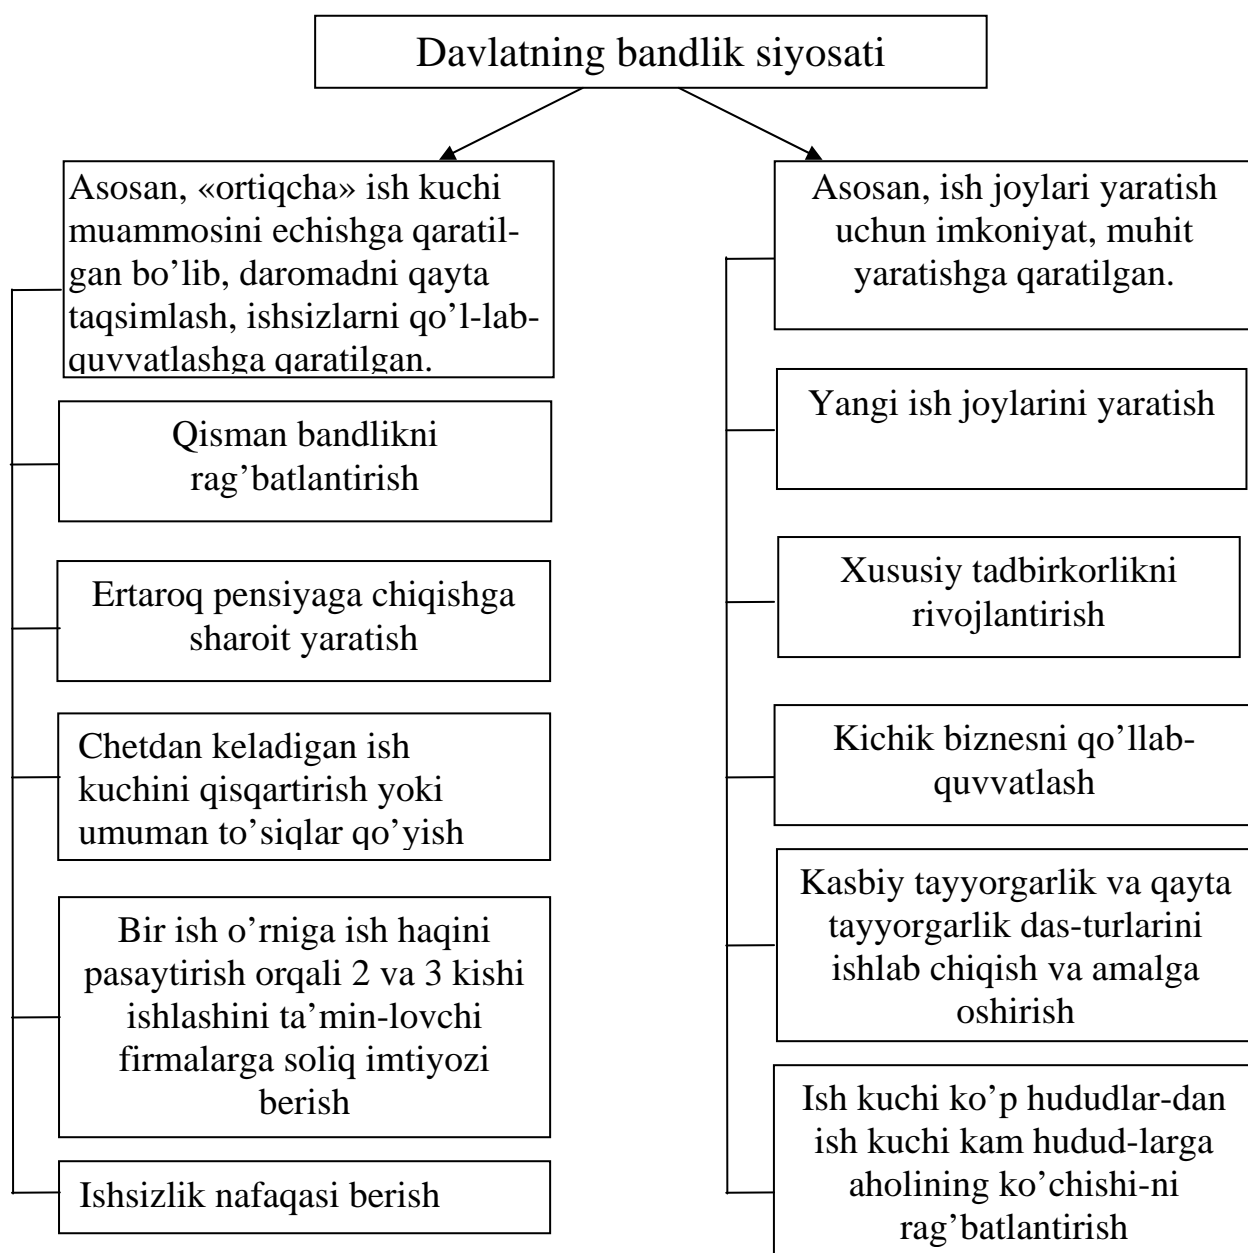 Davlatning bandlik siyosati
Asosan, «ortiqcha» ish kuchi
muammosini echishga qaratil-
gan bo’lib, daromadni qayta
taqsimlash, ishsizlarni qo’l-lab-
quvvatlashga qaratilgan.
Qisman bandlikni
rag’batlantirish
Ertaroq pensiyaga chiqishga
sharoit yaratish
Chetdan keladigan ish
kuchini qisqartirish yoki
umuman to’siqlar qo’yish
Bir ish o’rniga ish haqini
pasaytirish orqali 2 va 3 kishi
ishlashini ta’min-lovchi
firmalarga soliq imtiyozi
berish
Ishsizlik nafaqasi berish
Asosan, ish joylari yaratish
uchun imkoniyat, muhit
yaratishga qaratilgan.
Yangi ish joylarini yaratish
Xususiy tadbirkorlikni
rivojlantirish
Kichik biznesni qo’llab-
quvvatlash
Kasbiy tayyorgarlik va qayta
tayyorgarlik das-turlarini
ishlab chiqish va amalga
oshirish
Ish kuchi ko’p hududlar-dan
ish kuchi kam hudud-larga
aholining ko’chishi-ni
rag’batlantirish